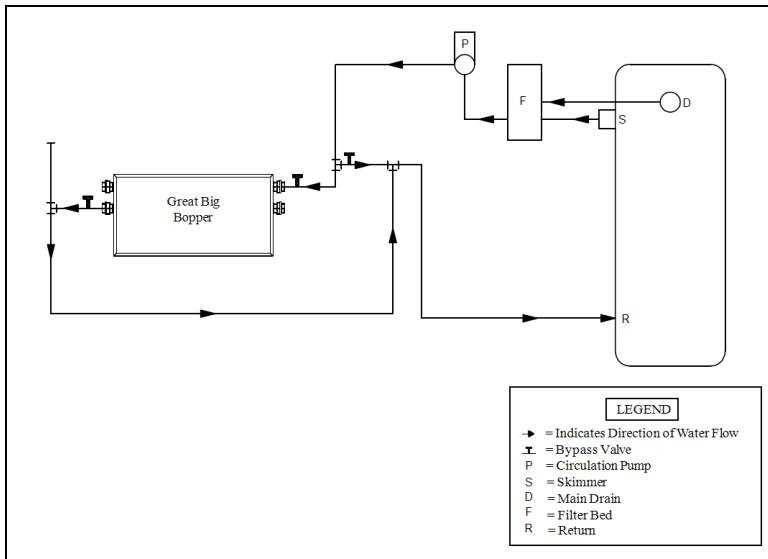 P
F
D
S
Great Big
Bopper
R
LEGEND
= Indicates Direction of Water Flow
= Bypass Valve
P = Circulation Pump
S = Skimmer
D = Main Drain
F = Filter Bed
R = Return